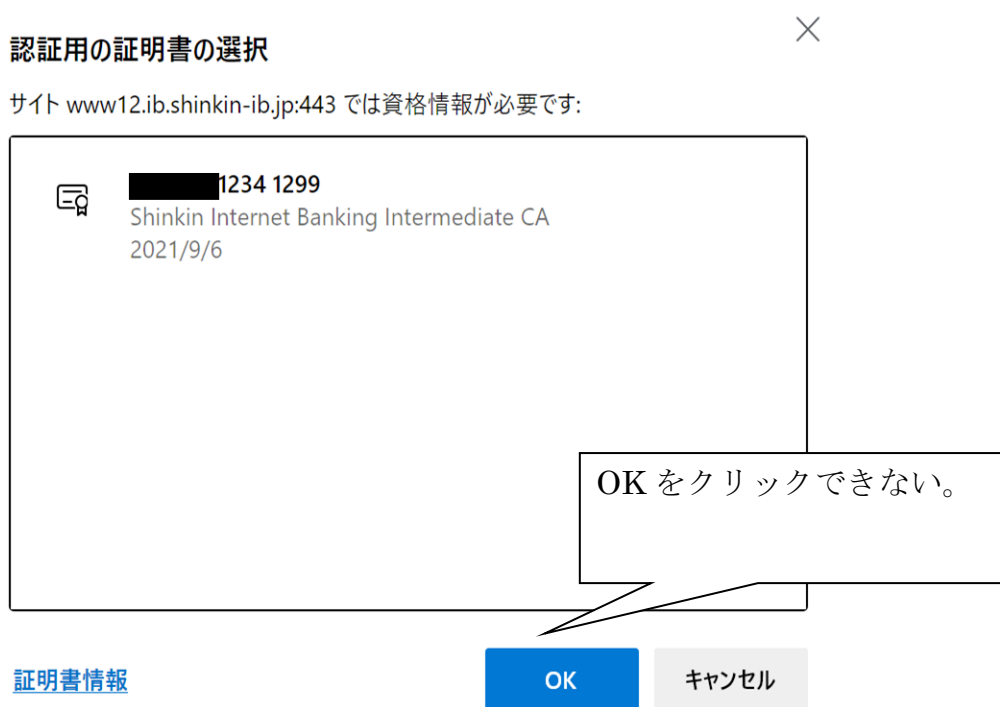 認証用の証明書の選択
サイト www12.ib.shinkin-ib.jp:443 では資格情報が必要です:
1234 1299
Shinkin Internet Banking Intermediate CA
2021/9/6
OK をクリックできない。
証明書情報
OK
キャンセル